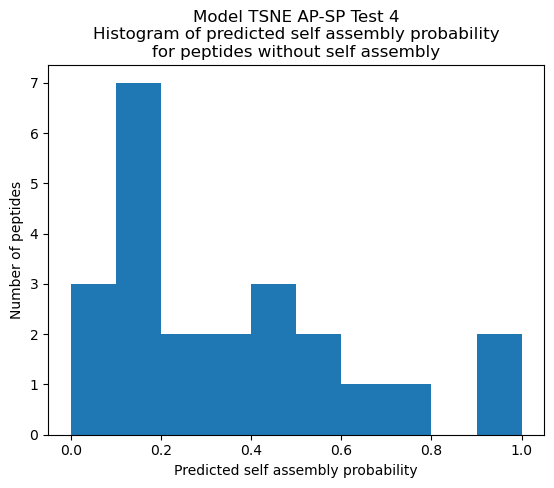 Model TSNE AP-SP Test 4
Histogram of predicted self assembly probability
for peptides without self assembly
7
6
5
4
3
2
1
0
Number of peptides
0.0 0.2 0.4 0.6 0.8 1.0
Predicted self assembly probability